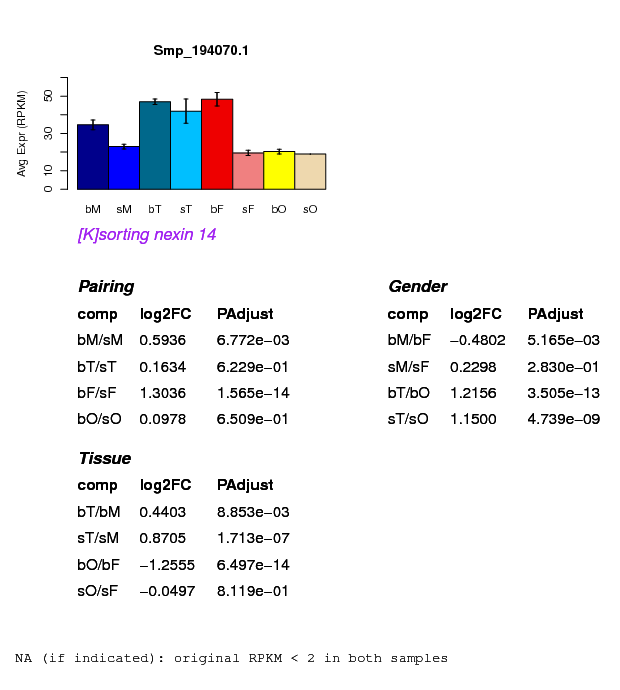 Smp_194070.1
Avg Expr (RPKM)
50
30
10
0
bM sM bT sT bF sF bO sO
[K]sorting nexin 14
Pairing
comp log2FC PAdjust
bM/sM 0.5936 6.772e−03
bT/sT 0.1634 6.229e−01
bF/sF 1.3036 1.565e−14
bO/sO 0.0978 6.509e−01
Gender
comp log2FC PAdjust
bM/bF −0.4802 5.165e−03
sM/sF 0.2298 2.830e−01
bT/bO 1.2156 3.505e−13
sT/sO 1.1500 4.739e−09
Tissue
comp log2FC PAdjust
bT/bM 0.4403 8.853e−03
sT/sM 0.8705 1.713e−07
bO/bF −1.2555 6.497e−14
sO/sF −0.0497 8.119e−01
NA (if indicated): original RPKM < 2 in both samples